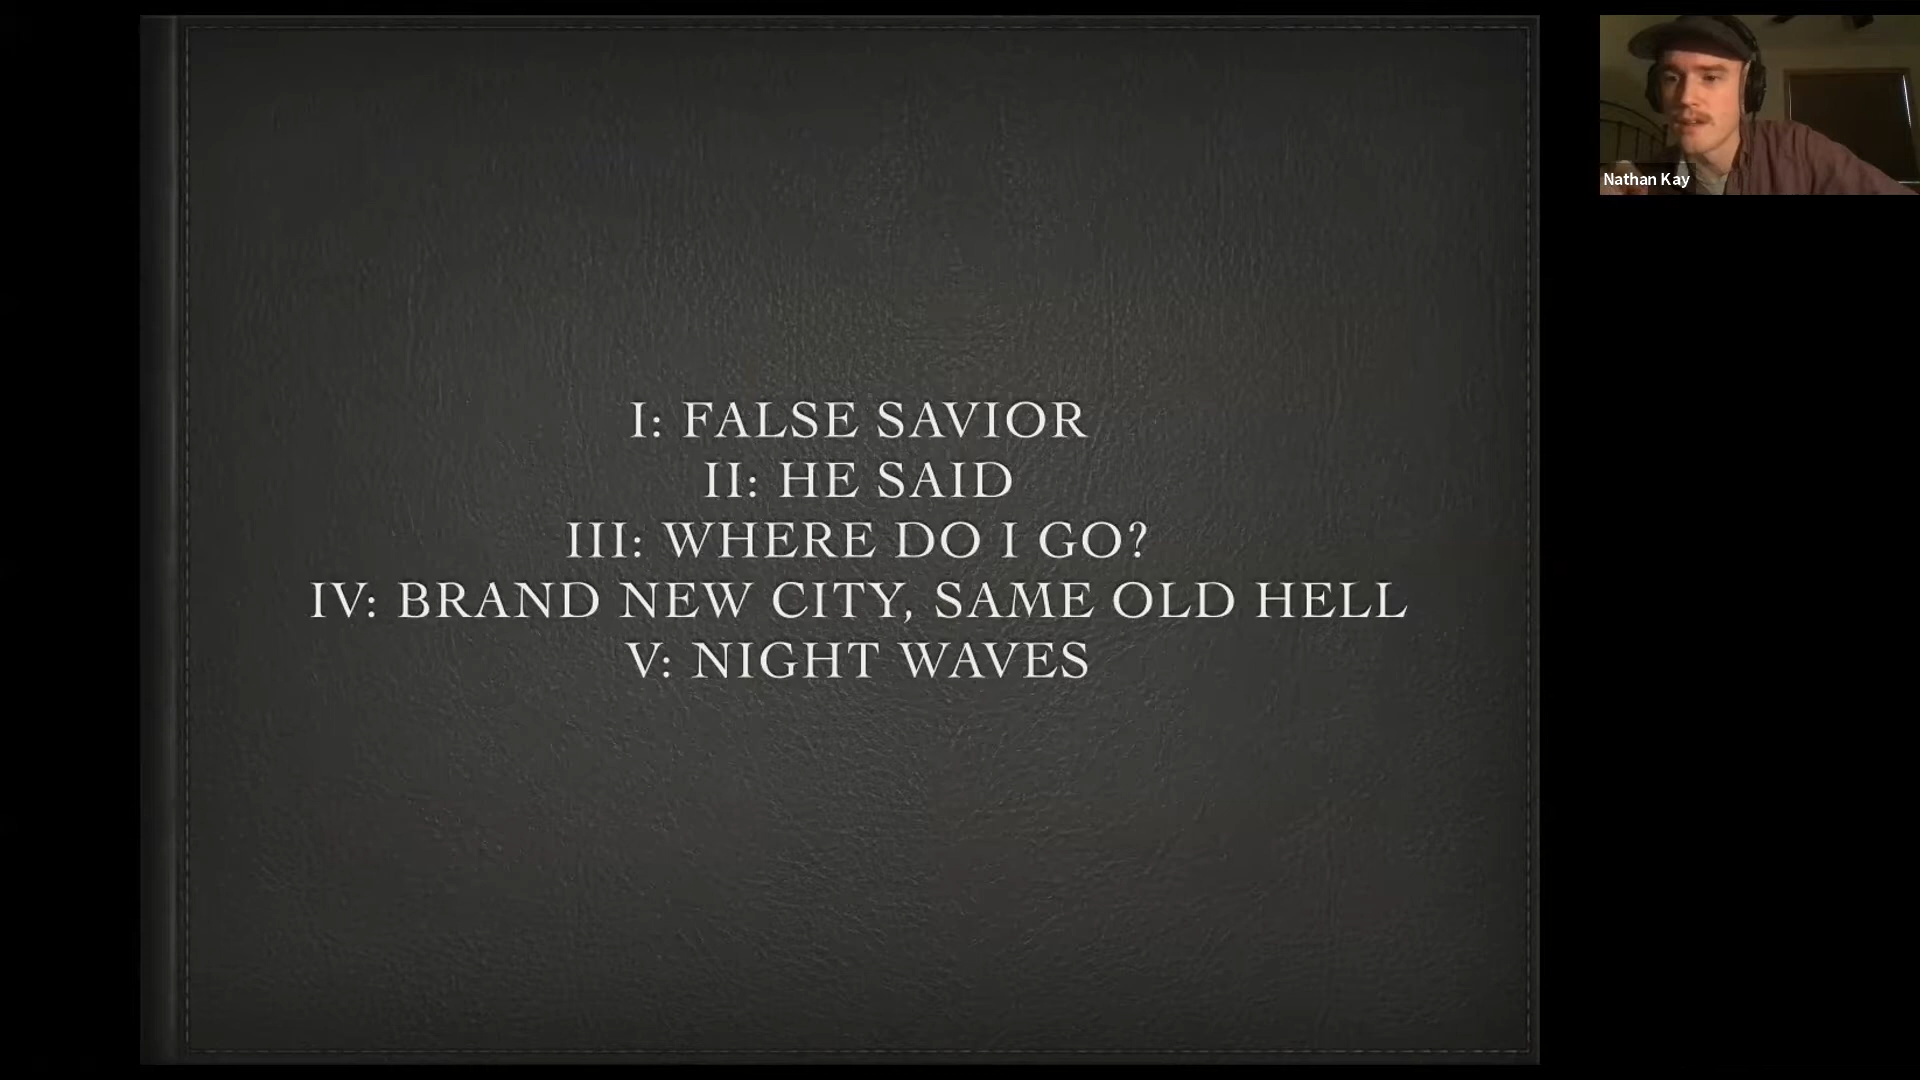 I: FALSE SAVIOR
II: HE SAID
III: WHERE DO I GO?
IV: BRAND NEW CITY, SAME OLD HELL
V: NIGHT WAVES
Nathan Kay